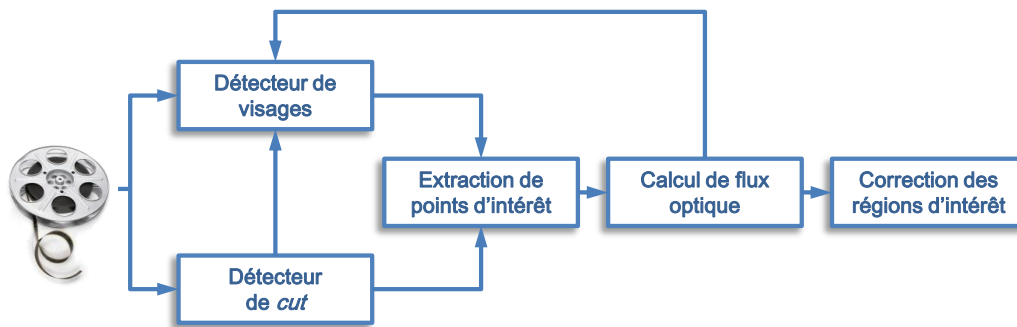 Détecteur de
visages
Extraction de
points d'intérêt
Calcul de flux
optique
Correction des
régions d'intérêt
Détecteur
de cut